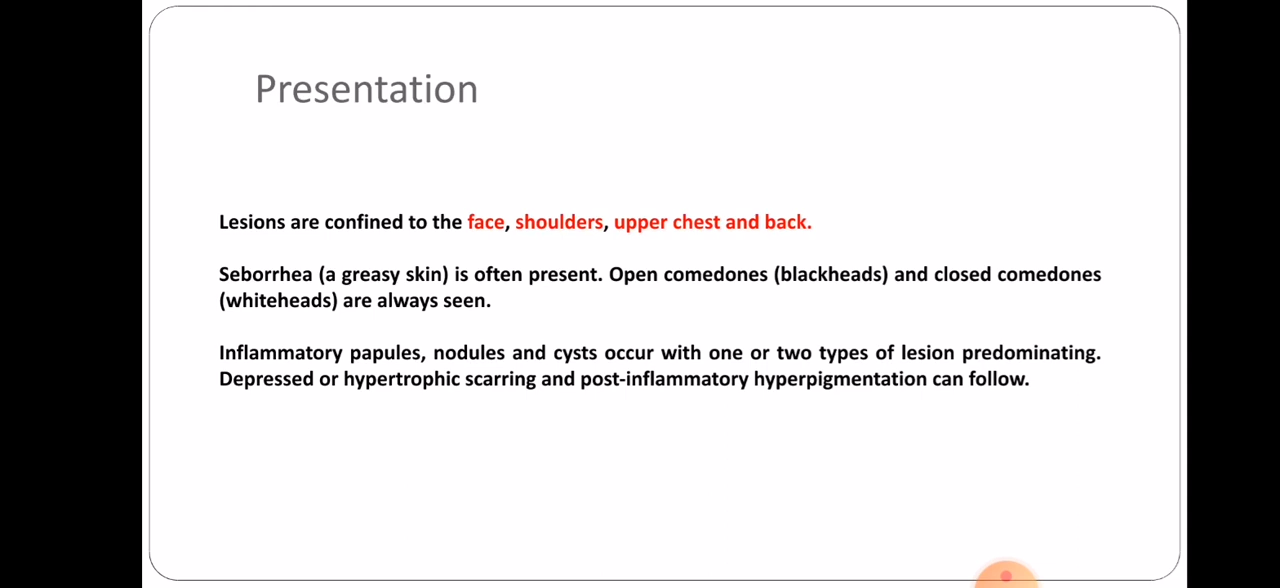 Presentation
Lesions are confined to the face, shoulders, upper chest and back.
Seborrhea (a greasy skin) is often present. Open comedones (blackheads) and closed comedones
(whiteheads) are always seen.
Inflammatory papules, nodules and cysts occur with one or two types of lesion predominating.
Depressed or hypertrophic scarring and post-inflammatory hyperpigmentation can follow.